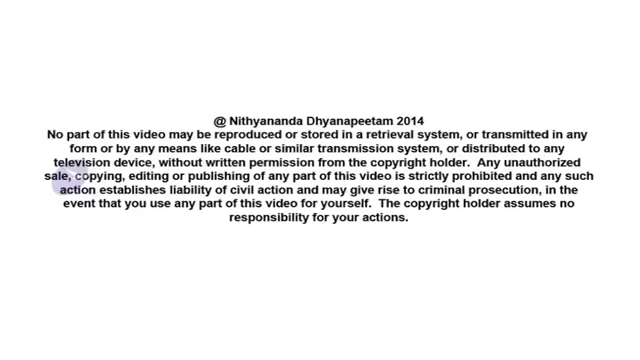 @ Nithyananda Dhyanapeetam 2014
No part of this video may be reproduced or stored in a retrieval system, or transmitted in any
form or by any means like cable or similar transmission system, or distributed to any
television device, without written permission from the copyright holder. Any unauthorized
sale, copying, editing or publishing of any part of this video is strictly prohibited and any such
action establishes liability of civil action and may give rise to criminal prosecution, in the
event that you use any part of this video for yourself. The copyright holder assumes no
responsibility for your actions.